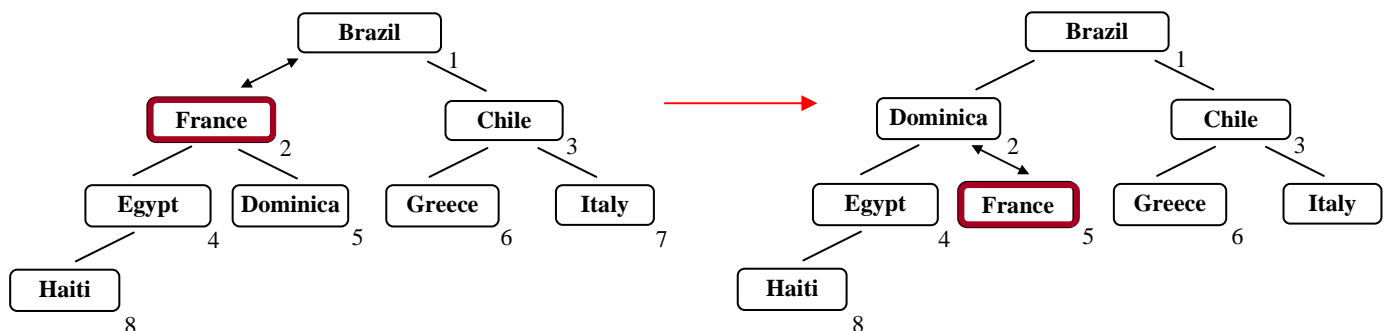 Brazil
1
France
2
Chile
3
Egypt
4
Dominica
5
Greece
6
Italy
7
Haiti
8
Brazil
1
Dominica
2
Chile
3
Egypt
4
France
5
Greece
6
Italy
Haiti
8